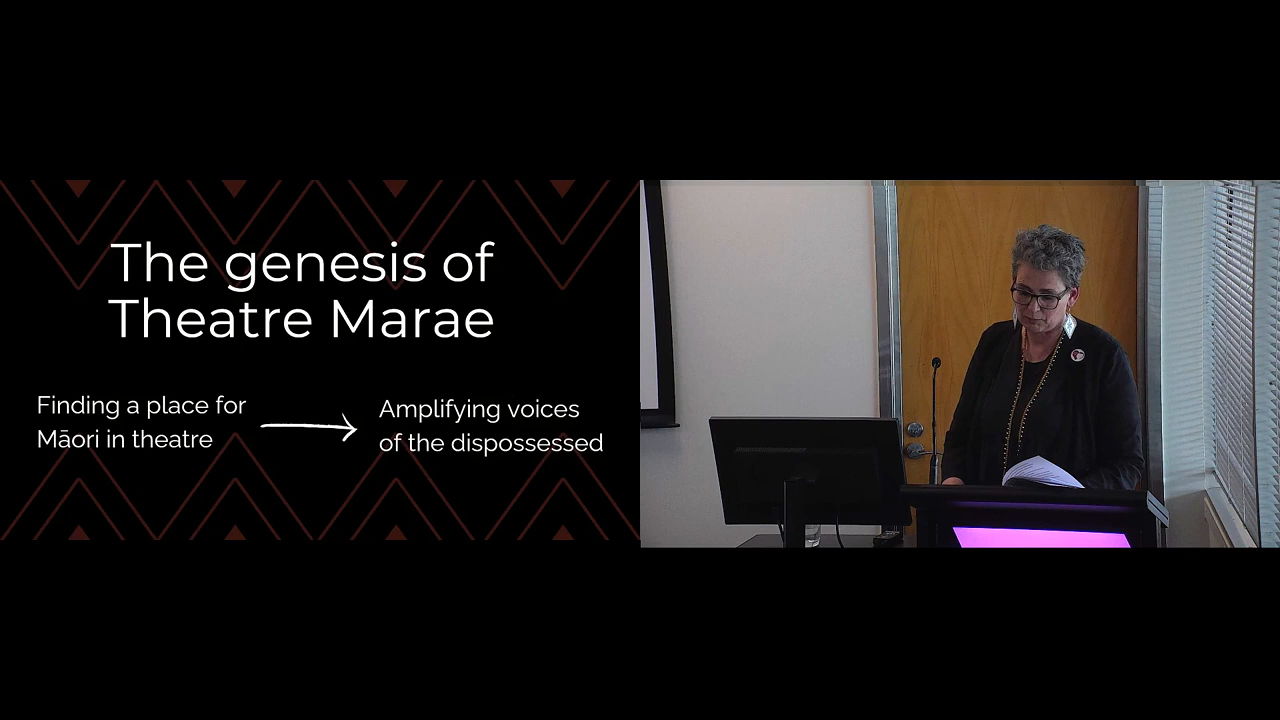 The genesis of
Theatre Marae
Finding a place for
Māori in theatre
Amplifying voices
of the dispossessed